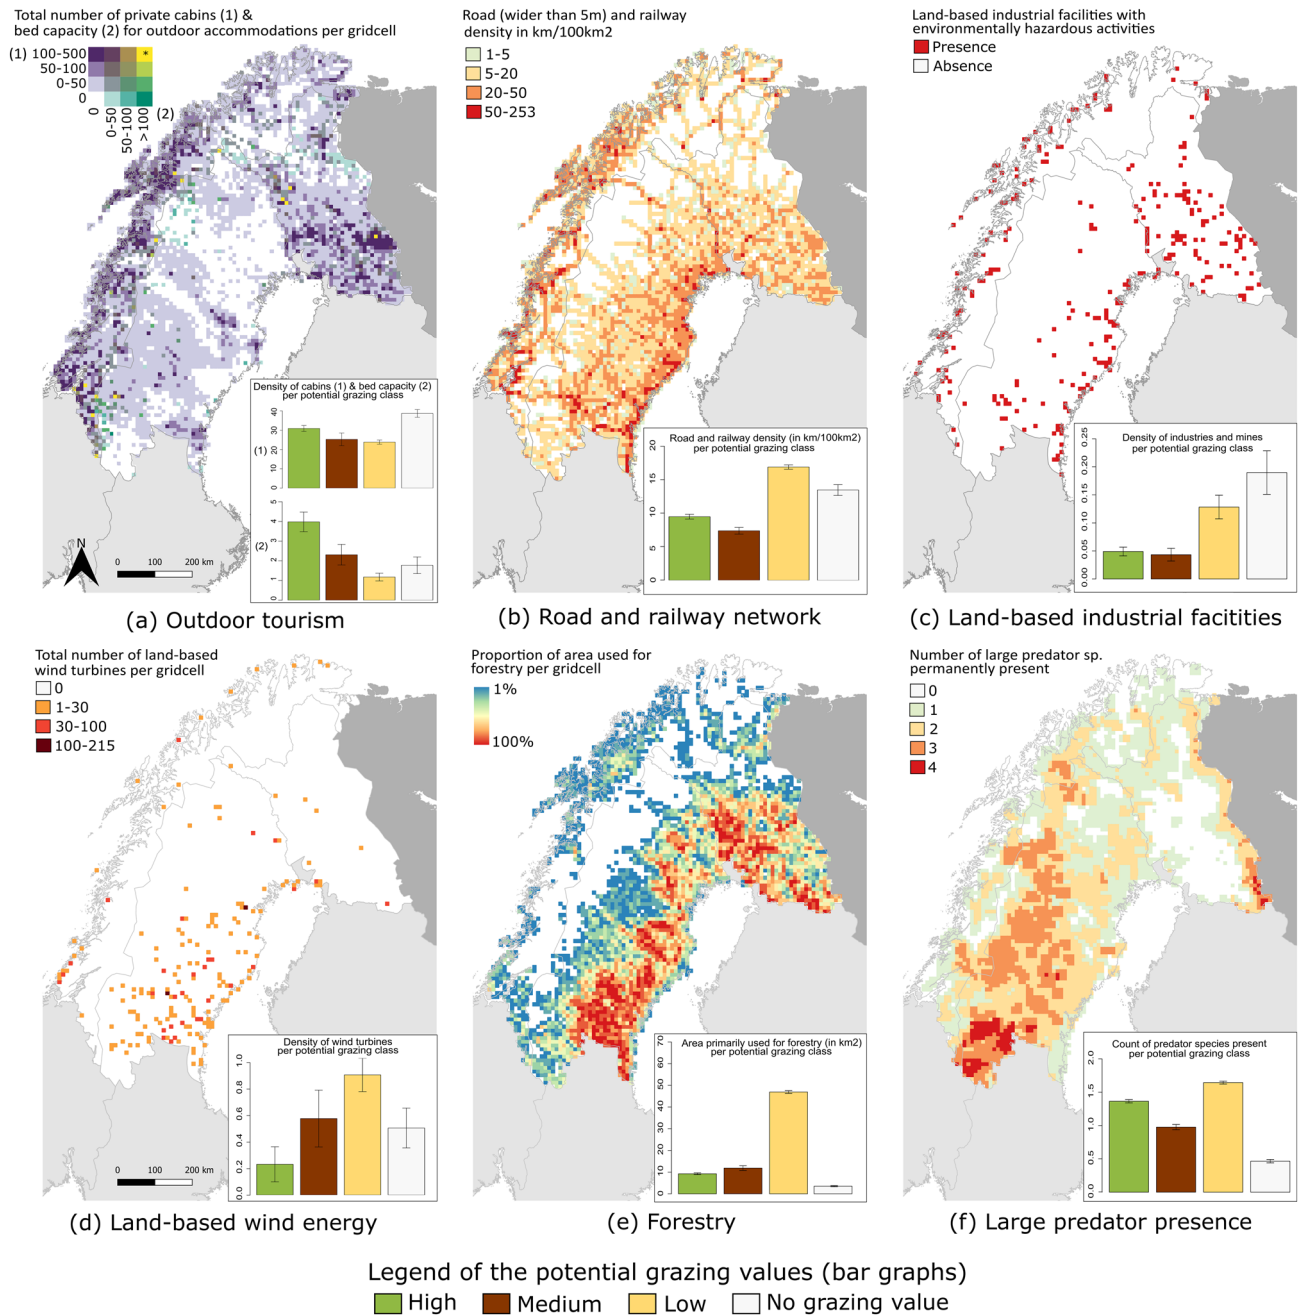 Total number of private cabins (1) &
bed capacity (2) for outdoor accommodations per gridcell
(1) 100-500
*
50-100
0-50
0
0
0-50
50-100
>100
(2)
Density of cabins (1) & bed capacity (2)
per potential grazing class
40
30
20
10
0
(1)
5
4
3
2
1
0
(2)
N
0 100 200 km
(a) Outdoor tourism
Road (wider than 5m) and railway
density in km/100km2
1-5
5-20
20-50
50-253
Road and railway density (in km/100km2)
per potential grazing class
20
15
10
5
0
(b) Road and railway network
Land-based industrial facilities with
environmentally hazardous activities
Presence
Absence
Density of industries and mines
per potential grazing class
0.25
0.20
0.15
0.10
0.05
0.00
(c) Land-based industrial facitities
Total number of land-based
wind turbines per gridcell
0
1-30
30-100
100-215
Density of wind turbines
per potential grazing class
1.0
0.8
0.6
0.4
0.2
0.0
0 100 200 km
(d) Land-based wind energy
Proportion of area used for
forestry per gridcell
1%
100%
Area primarily used for forestry (in km2)
per potential grazing class
70
60
50
40
30
20
10
0
(e) Forestry
Number of large predator sp.
permanently present
0
1
2
3
4
Count of predator species present
per potential grazing class
2.0
1.5
1.0
0.5
0.0
(f) Large predator presence
Legend of the potential grazing values (bar graphs)
High Medium Low No grazing value